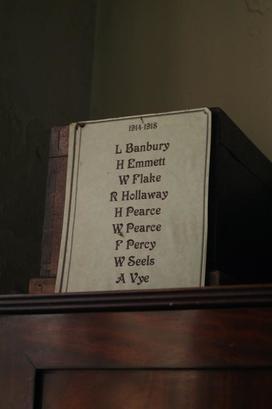 1914-1918
L Banbury
H Emmett
W Flake
R Hollaway
H Pearce
W Pearce
F Percy
W Seels
A Vye